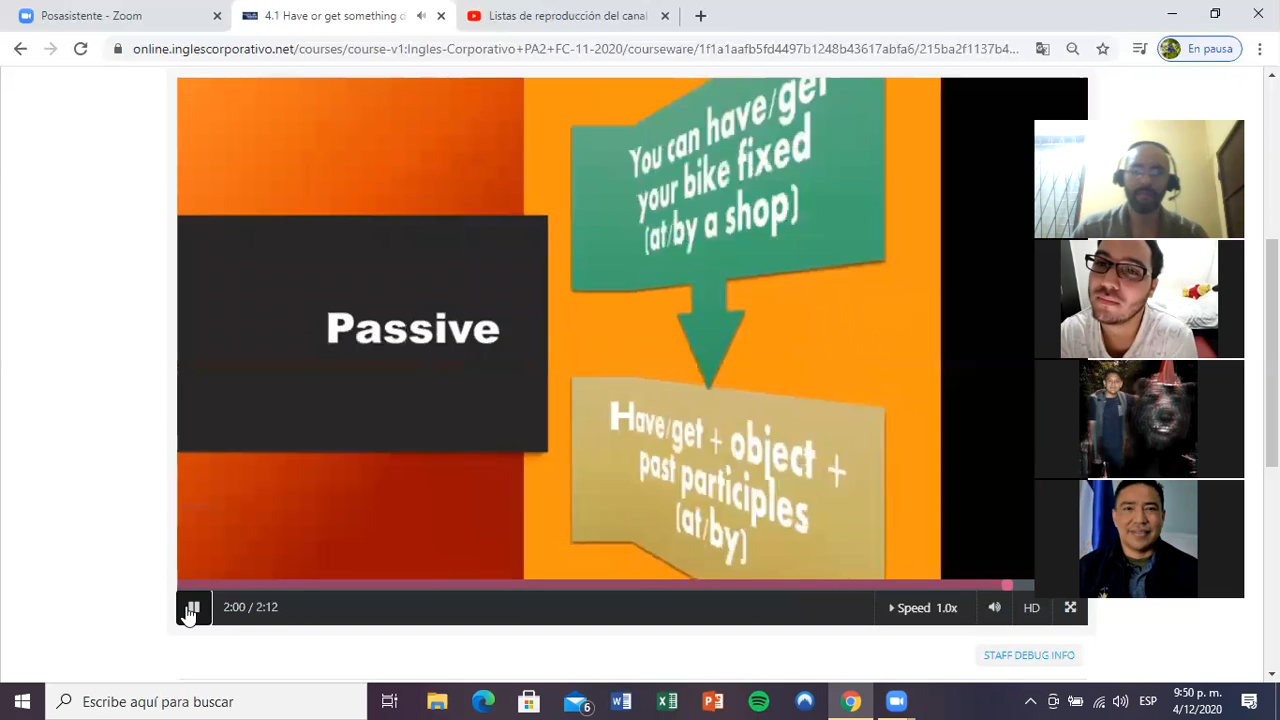 Posasistente - Zoom
4.1 Have or get something
Listas de reproducción del canal
online.inglescorporativo.net/courses/course-v1:Ingles-Corporativo+PA2+FC-11-2020/courseware/1f1a1aafb5fd4497b1248b43617abfa6/215ba2f1137b4...
En pausa
You can have/get
your bike fixed
(at/by a shop)
Passive
Have/get + object +
past participles
(at/by)
2:00 / 2:12
Speed 1.0x
HD
STAFF DEBUG INFO
Escribe aquí para buscar
6
ESP
9:50 p. m.
4/12/2020